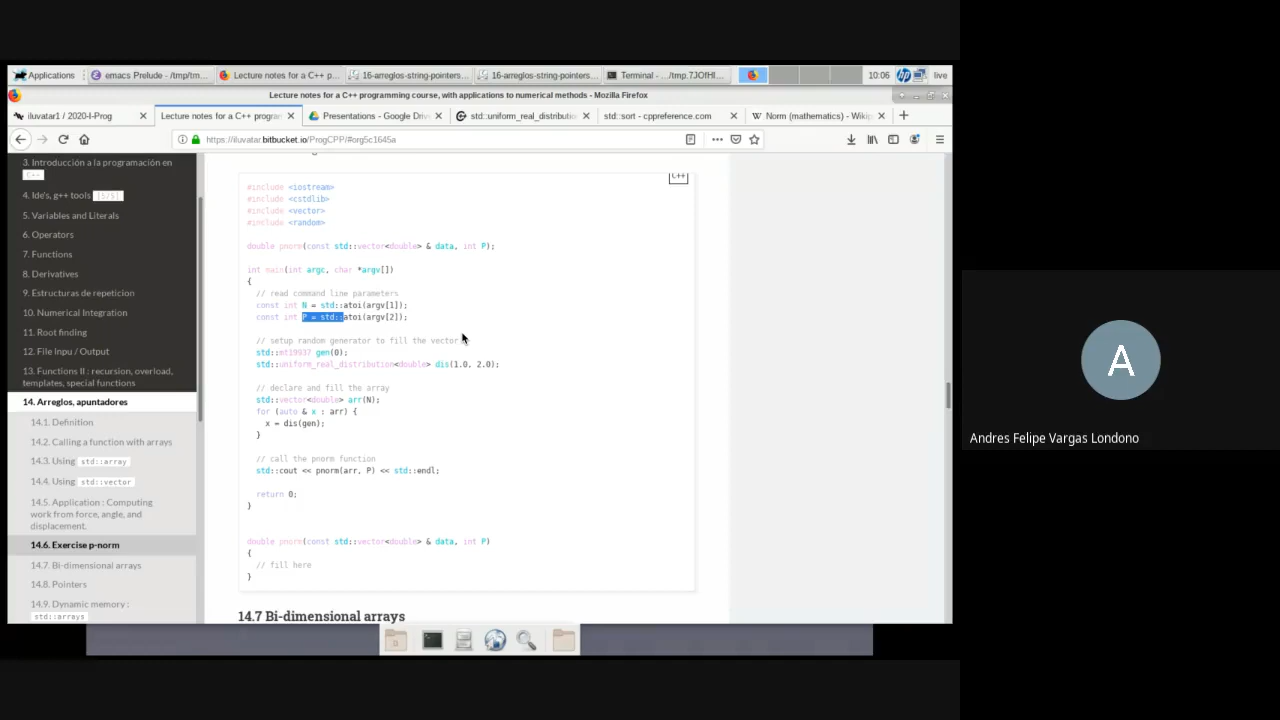 Applications
emacs Prelude - /tmp/tm...
Lecture notes for a C++ p...
16-arreglos-string-pointers...
16-arreglos-string-pointers...
Terminal - .../tmp.7JOfHl...
10:06
live
Lecture notes for a C++ programming course, with applications to numerical methods - Mozilla Firefox
iluvatar1 / 2020-I-Prog
Lecture notes for a C++ progran
Presentations - Google Driv
std::uniform_real_distributio
std::sort - cppreference.com
Norm (mathematics) - Wikip
https://iluvatar.bitbucket.io/ProgCPP/#org5c1645a
3. Introducción a la programación en
C++
4. Ide's, g++ tools [5/9]
5. Variables and Literals
6. Operators
7. Functions
8. Derivatives
9. Estructuras de repeticion
10. Numerical Integration
11. Root finding
12. File Inpu / Output
13. Functions II : recursion, overload,
templates, special functions
14. Arreglos, apuntadores
14.1. Definition
14.2. Calling a function with arrays
14.3. Using std::array
14.4. Using std::vector
14.5. Application : Computing
work from force, angle, and
displacement.
14.6. Exercise p-norm
14.7. Bi-dimensional arrays
14.8. Pointers
14.9. Dynamic memory :
std::arrays
C++
#include <iostream>
#include <cstdlib>
#include <vector>
#include <random>
double pnorm(const std::vector<double> & data, int P);
int main(int argc, char *argv[])
{
// read command line parameters
const int N = std::atoi(argv[1]);
const int P = std::atoi(argv[2]);
// setup random generator to fill the vector
std::mt19937 gen(0);
std::uniform_real_distribution<double> dis(1.0, 2.0);
// declare and fill the array
std::vector<double> arr(N);
for (auto & x : arr) {
x = dis(gen);
}
// call the pnorm function
std::cout << pnorm(arr, P) << std::endl;
return 0;
}
double pnorm(const std::vector<double> & data, int P)
{
// fill here
}
14.7 Bi-dimensional arrays
A
Andres Felipe Vargas Londono